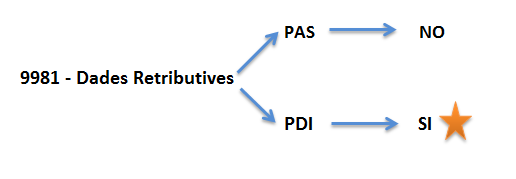 PAS NO
9981 - Dades Retributives
PDI SI